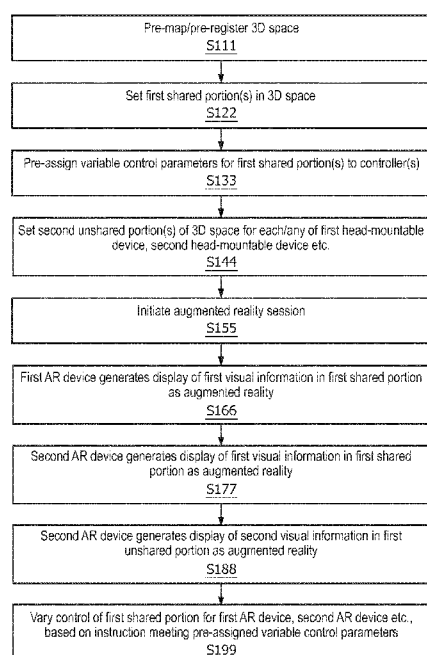 Pre-map/pre-register 3D space
S111
Set first shared portion(s) in 3D space
S122
Pre-assign variable control parameters for first shared portion(s) to controller(s)
S133
Set second unshared portion(s) of 3D space for each/any of first head-mountable
device, second head-mountable device etc.
S144
Initiate augmented reality session
S155
First AR device generates display of first visual information in first shared portion
as augmented reality
S166
Second AR device generates display of first visual information in first shared
portion as augmented reality
S177
Second AR device generates display of second visual information in first
unshared portion as augmented reality
S188
Vary control of first shared portion for first AR device, second AR device etc.,
based on instruction meeting pre-assigned variable control parameters
S199